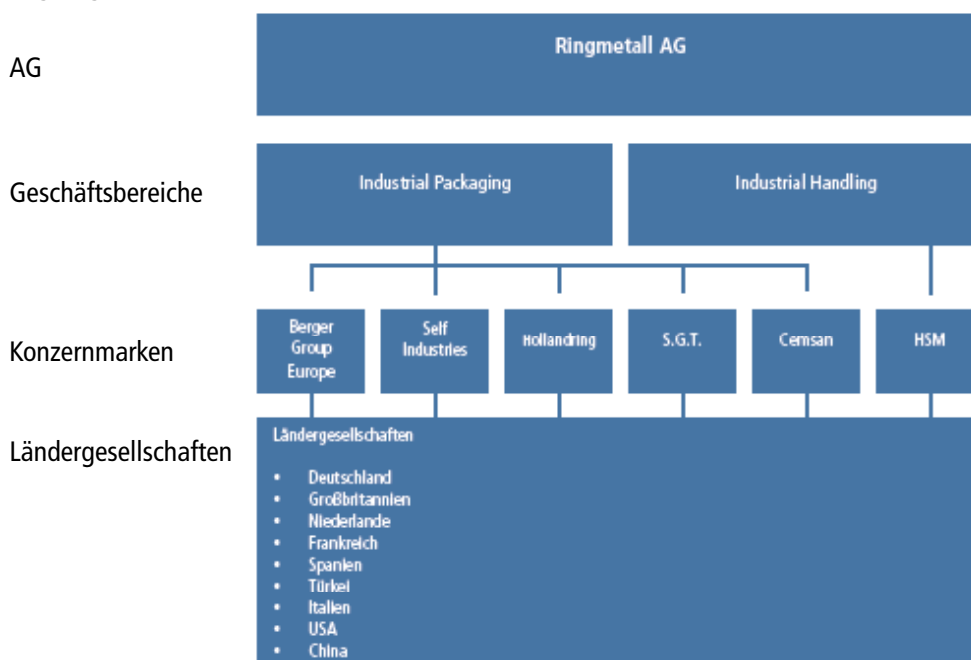 AG
Ringmetall AG
Geschäftsbereiche
Industrial Packaging
Industrial Handling
Konzernmarken
Berger
Group
Europe
Self
Industries
Hollandring
S.G.T.
Cemsan
HSM
Ländergesellschaften
Ländergesellschaften
• Deutschland
• Großbritannien
• Niederlande
• Frankreich
• Spanien
• Türkei
• Italien
• USA
• China